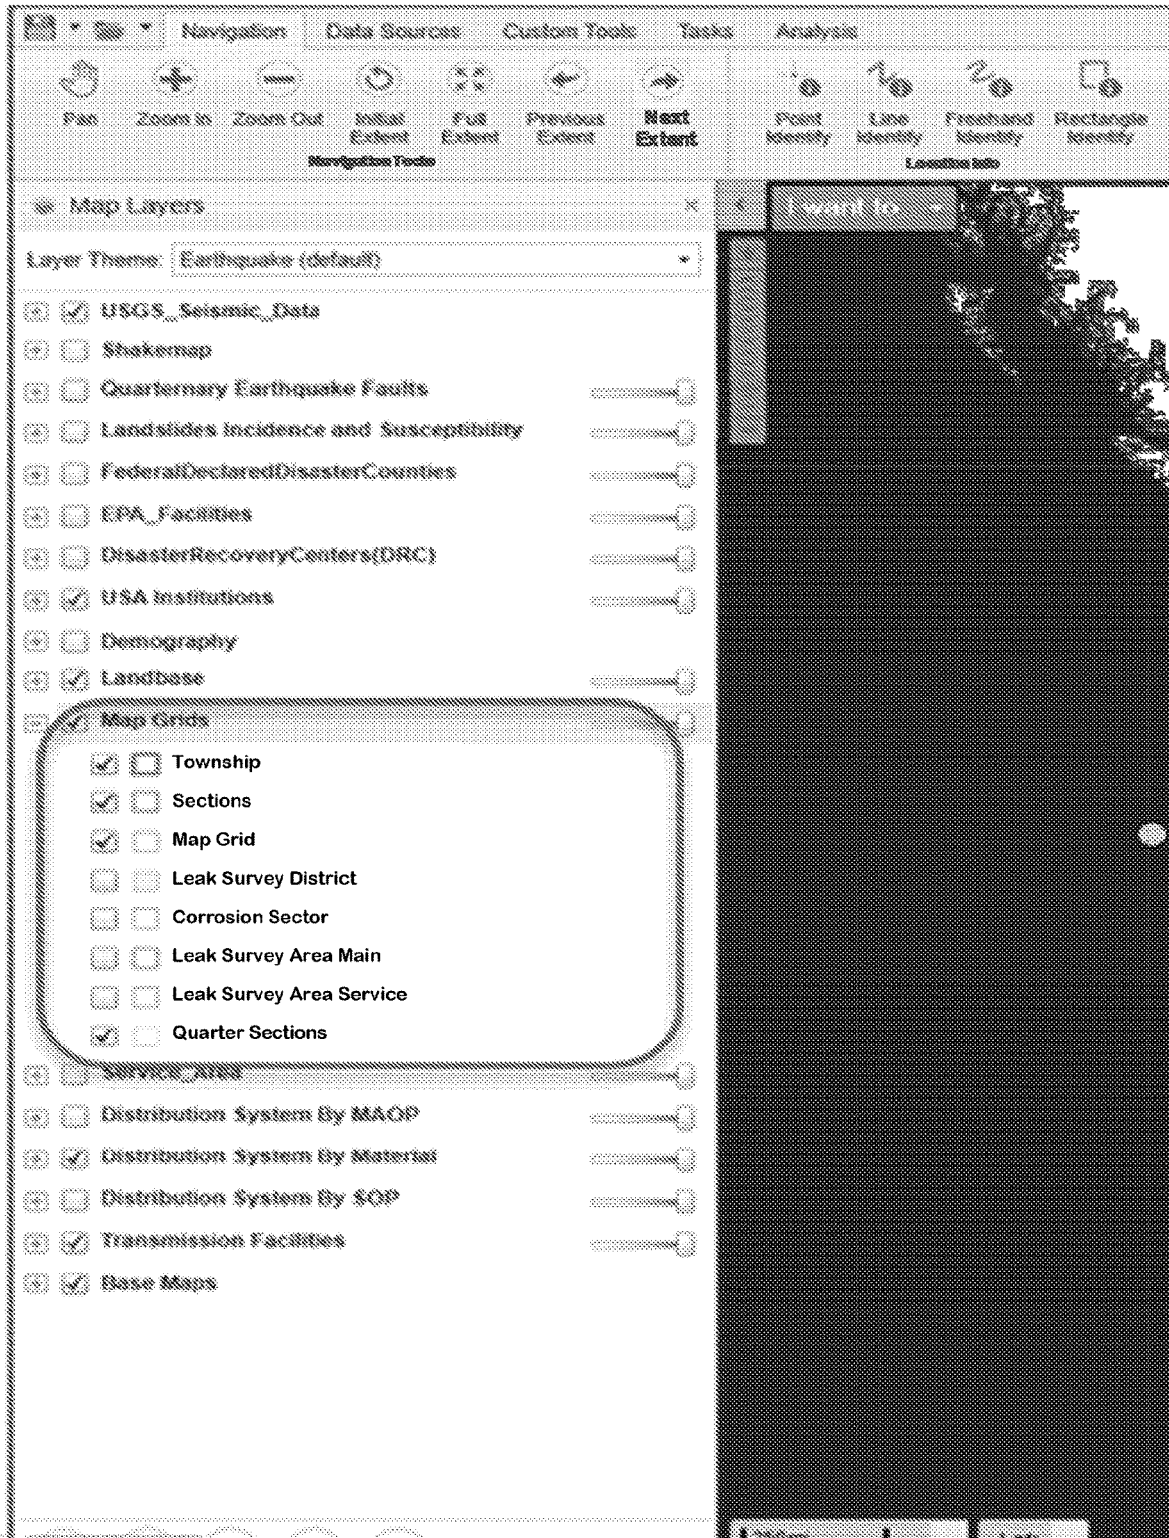 Navigation Data Sources Custom Tools Tasks Analysis
Pan Zoom In Zoom Out Initial Extent Full Extent Previous Extent Next Extent Point Identify Line Identify Freehand Identify Rectangle Identify
Navigation Tools Location Info
Map Layers
I want to...
Layer Theme: Earthquake (default)
USGS_Seismic_Data
Shakemap
Quarternary Earthquake Faults
Landslides Incidence and Susceptibility
FederalDeclaredDisasterCounties
EPA_Facilities
DisasterRecoveryCenters(DRC)
USA Institutions
Demography
Landbase
Map Grids
Township
Sections
Map Grid
Leak Survey District
Corrosion Sector
Leak Survey Area Main
Leak Survey Area Service
Quarter Sections
Service_Area
Distribution System By MAOP
Distribution System By Material
Distribution System By SOP
Transmission Facilities
Base Maps